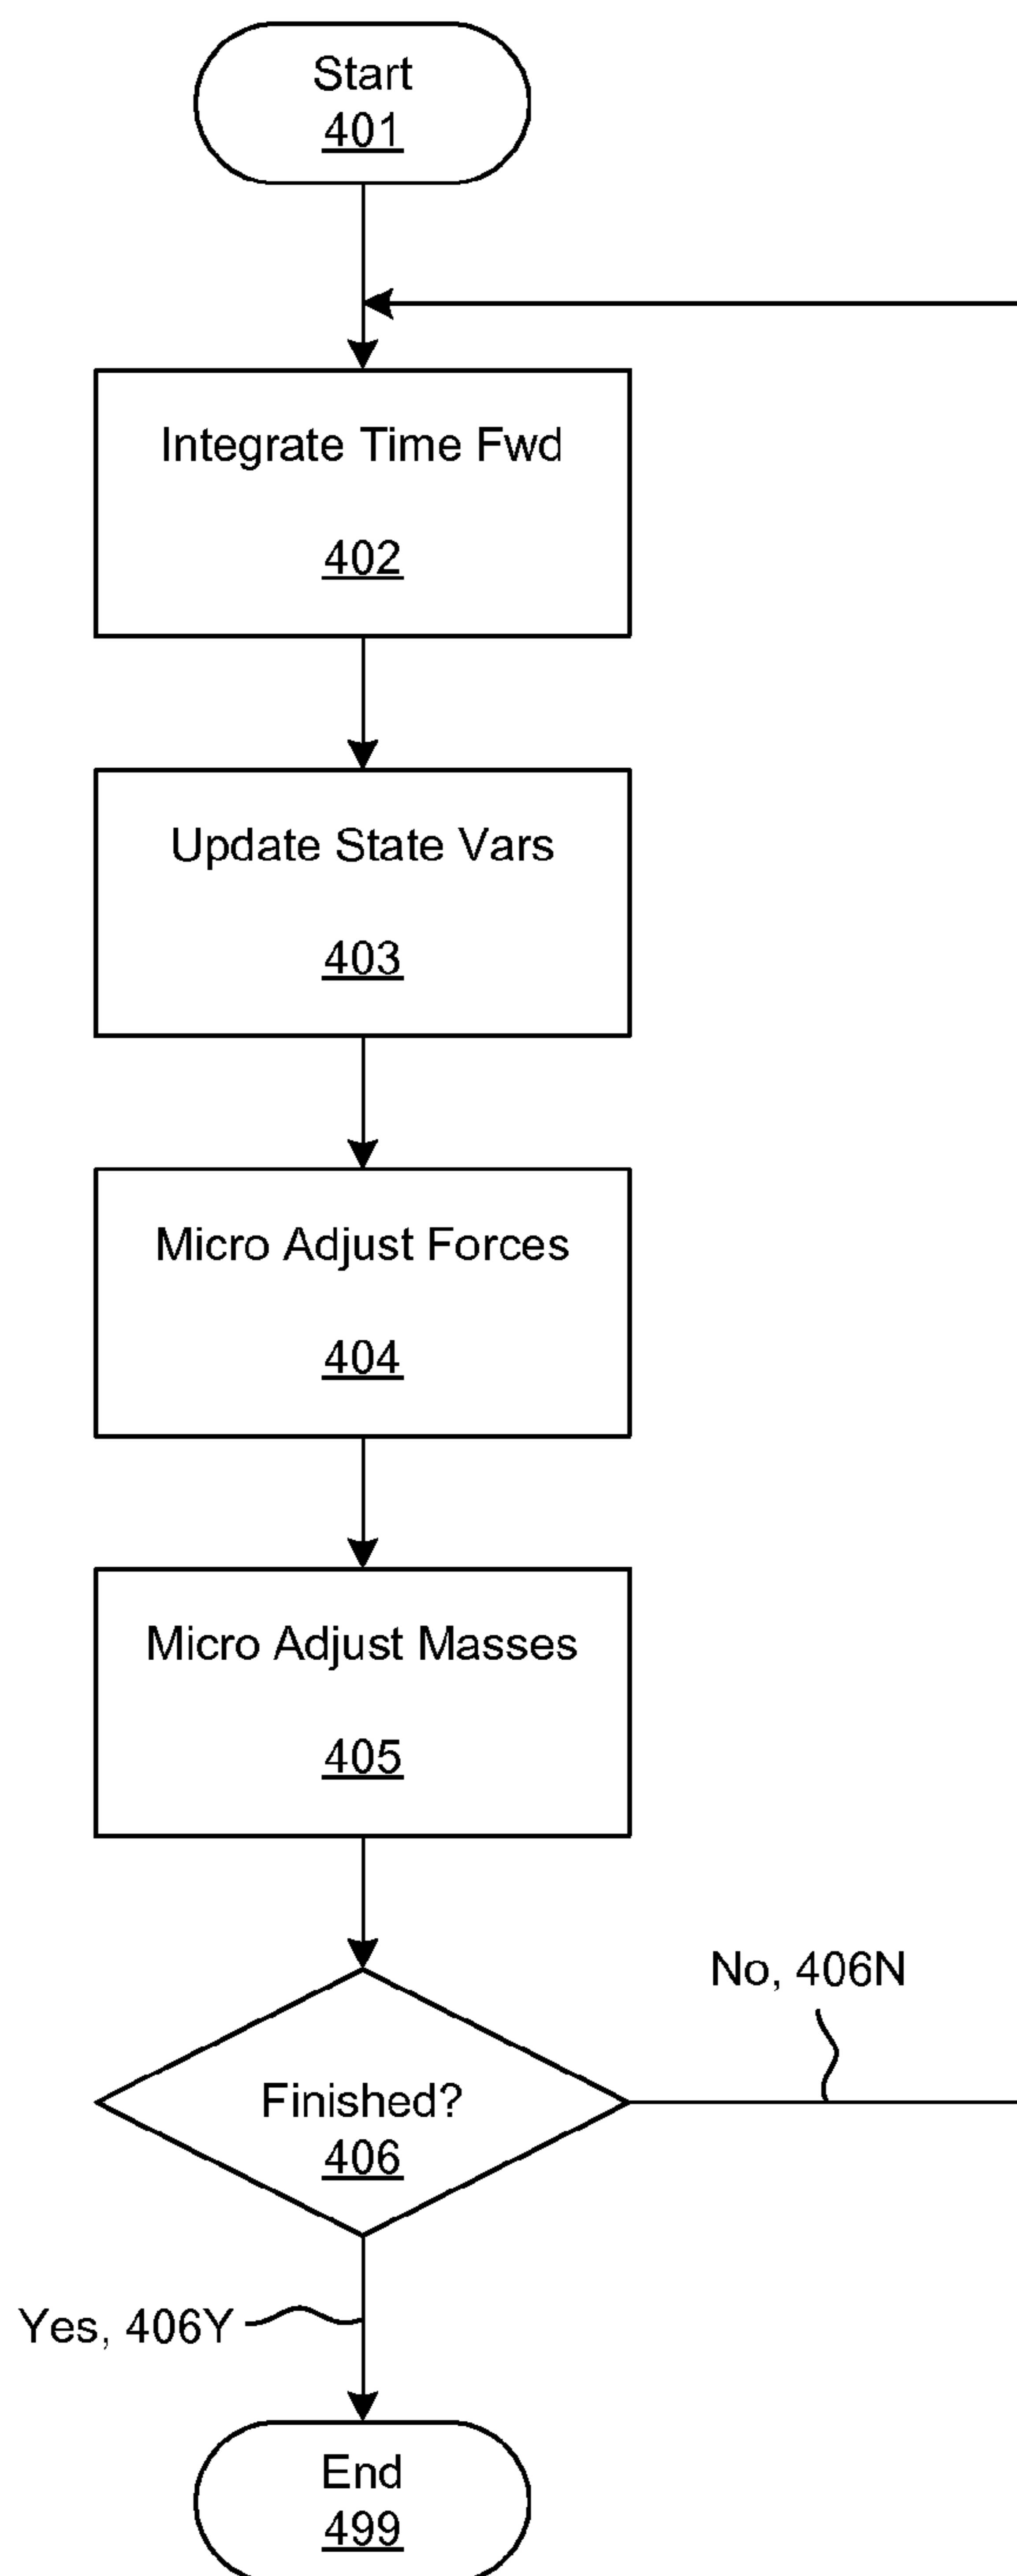 Start
401
Integrate Time Fwd
402
Update State Vars
403
Micro Adjust Forces
404
Micro Adjust Masses
405
No, 406N
Finished?
406
Yes, 406Y
End
499